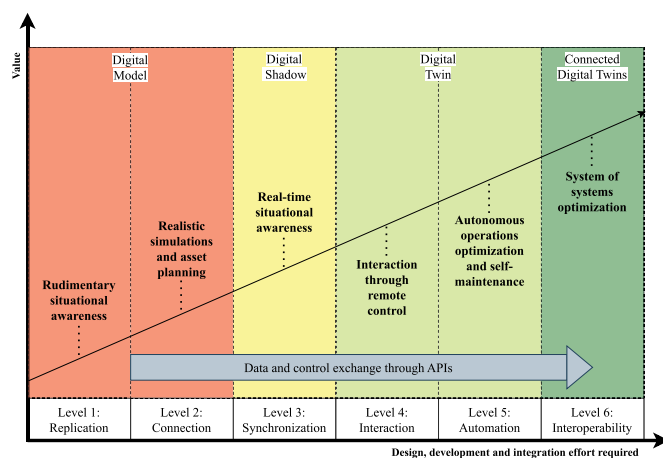 Value
Digital
Model
Digital
Shadow
Digital
Twin
Connected
Digital Twins
Rudimentary
situational
awareness
Realistic
simulations
and asset
planning
Real-time
situational
awareness
Interaction
through
remote
control
Autonomous
operations
optimization
and self-
maintenance
System of
systems
optimization
Data and control exchange through APIs
Level 1:
Replication
Level 2:
Connection
Level 3:
Synchronization
Level 4:
Interaction
Level 5:
Automation
Level 6:
Interoperability
Design, development and integration effort required